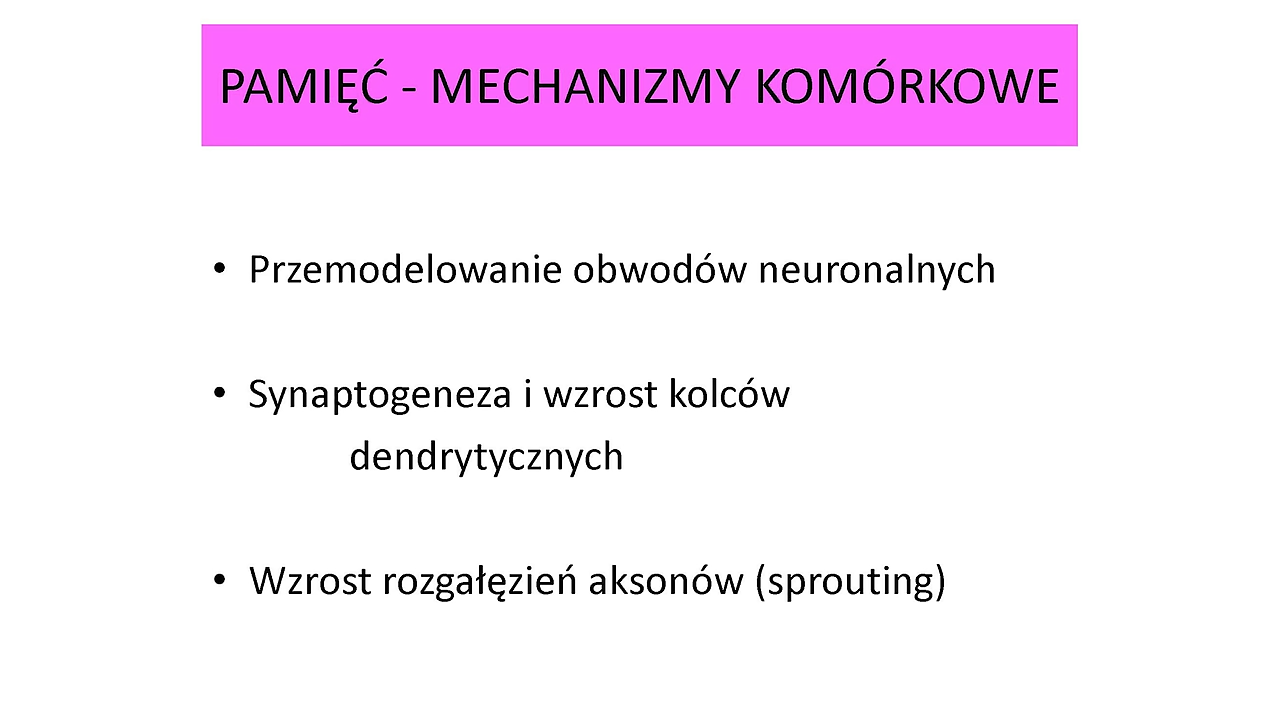 PAMIĘĆ - MECHANIZMY KOMÓRKOWE
• Przemodelowanie obwodów neuronalnych
• Synaptogeneza i wzrost kolców
dendrytycznych
• Wzrost rozgałęzień aksonów (sprouting)